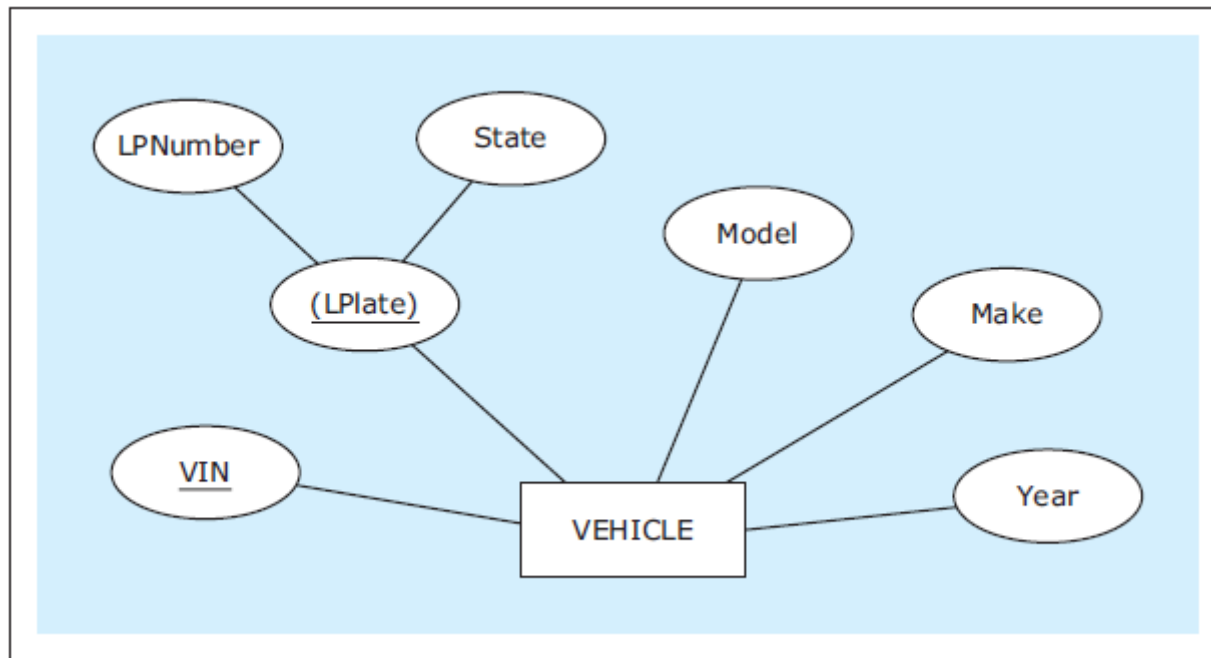 LPNumber
State
Model
(LPlate)
Make
VIN
Year
VEHICLE